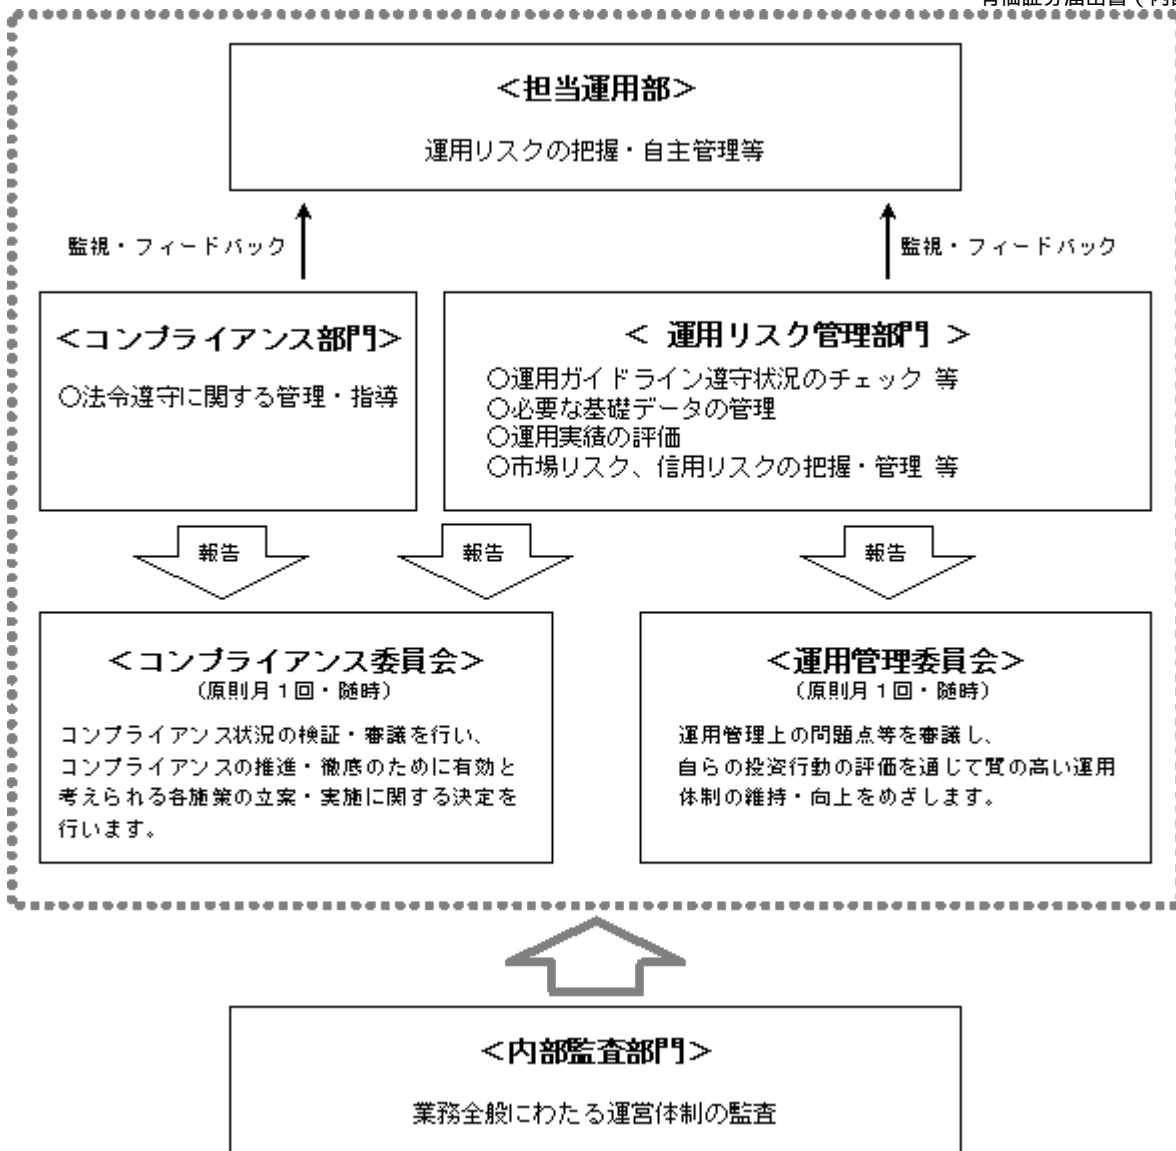 有価証券届出書（内
＜担当運用部＞
運用リスクの把握・自主管理等
監視・フィードバック
監視・フィードバック
＜コンプライアンス部門＞
○法令遵守に関する管理・指導
＜ 運用リスク管理部門 ＞
○運用ガイドライン遵守状況のチェック 等
○必要な基礎データの管理
○運用実績の評価
○市場リスク、信用リスクの把握・管理 等
報告
報告
報告
＜コンプライアンス委員会＞
（原則月１回・随時）
コンプライアンス状況の検証・審議を行い、
コンプライアンスの推進・徹底のために有効と
考えられる各施策の立案・実施に関する決定を
行います。
＜運用管理委員会＞
（原則月１回・随時）
運用管理上の問題点等を審議し、
自らの投資行動の評価を通じて質の高い運用
体制の維持・向上をめざします。
＜内部監査部門＞
業務全般にわたる運営体制の監査